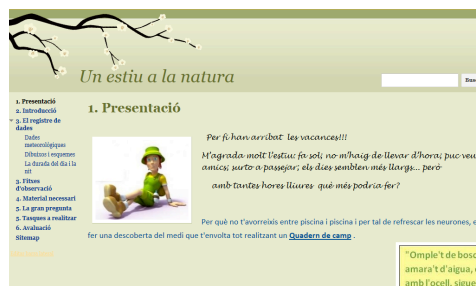 Un estiu a la natura
1. Presentació
2. Introducció
3. El registre de
dades
Dades
meteorològiques
Dibuixos i esquemes
La durada del dia i la
nit
3. Fitxes
d'observació
4. Material necessari
5. La gran pregunta
5. Tasques a realitzar
6. Avaluació
Sitemap
1. Presentació
Per fi han arribat les vacances!!!
M'agrada molt l'estiu: fa sol; no m'haig de llevar d'hora; puc veu
amics; surto a passejar; els dies semblen més llargs... però
amb tantes hores lliures què més podria fer?
Per què no t'avorreixis entre piscina i piscina i per tal de refrescar les neurones, e
fer una descoberta del medi que t'envolta tot realitzant un Quadern de camp .
"Omple't de bosc
amara't d'aigua,
amb l'ocell, sigue